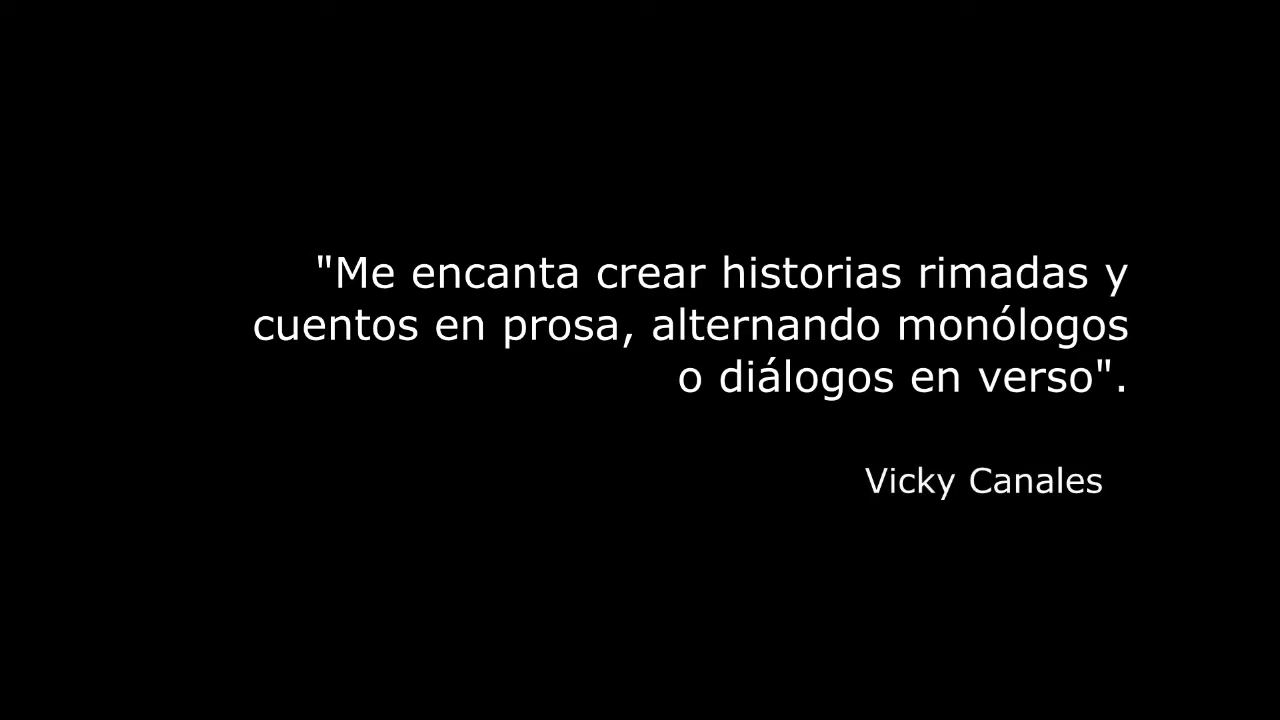 "Me encanta crear historias rimadas y
cuentos en prosa, alternando monólogos
o diálogos en verso".
Vicky Canales